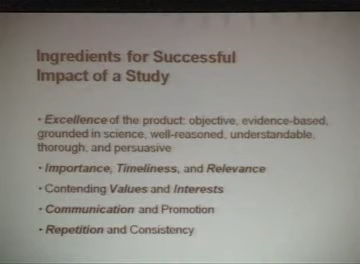 Ingredients for Successful
Impact of a Study
• Excellence of the product: objective, evidence-based,
grounded in science, well-reasoned, understandable,
thorough, and persuasive
• Importance, Timeliness, and Relevance
• Contending Values and Interests
• Communication and Promotion
• Repetition and Consistency